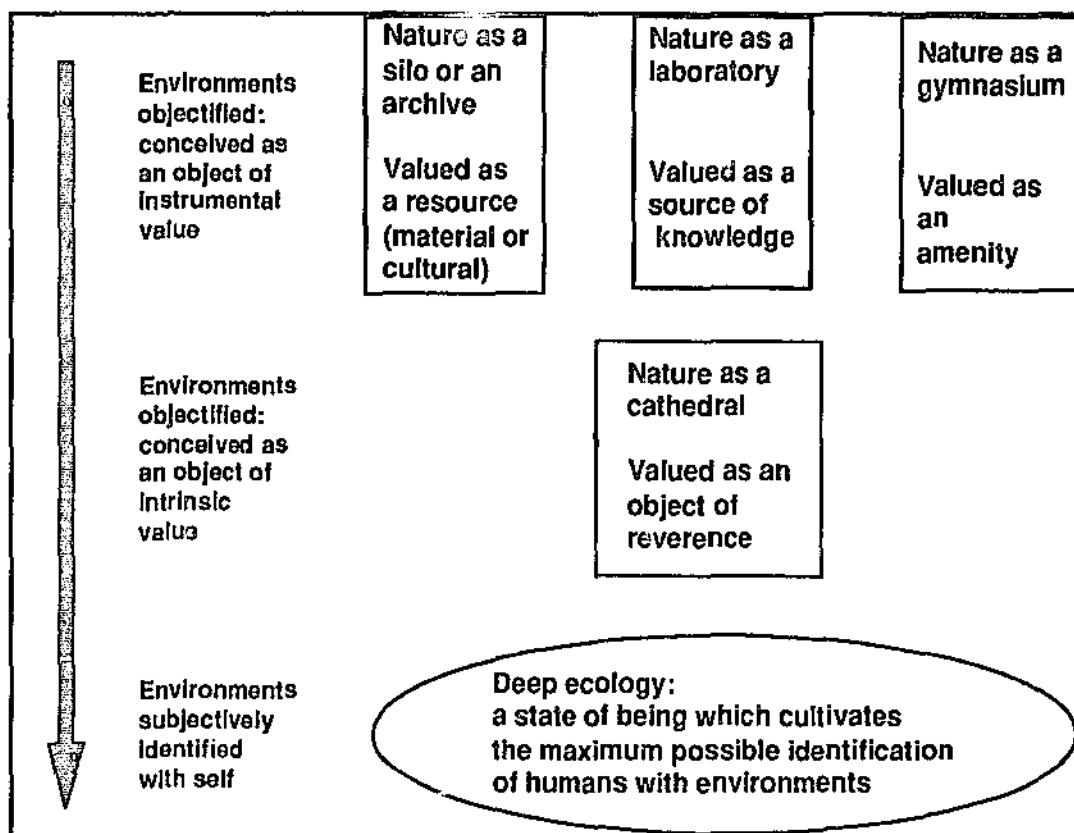 Environments
objectified:
conceived as
an object of
instrumental
value
Nature as a
silo or an
archive
Valued as
a resource
(material or
cultural)
Nature as a
laboratory
Valued as a
source of
knowledge
Nature as a
gymnasium
Valued as
an
amenity
Environments
objectified:
conceived as
an object of
intrinsic
value
Nature as a
cathedral
Valued as an
object of
reverence
Environments
subjectively
identified
with self
Deep ecology:
a state of being which cultivates
the maximum possible identification
of humans with environments